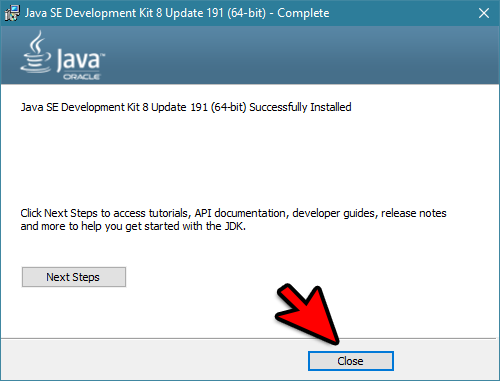 Java SE Development Kit 8 Update 191 (64-bit) - Complete
Java™
ORACLE
Java SE Development Kit 8 Update 191 (64-bit) Successfully Installed
Click Next Steps to access tutorials, API documentation, developer guides, release notes
and more to help you get started with the JDK.
Next Steps
Close